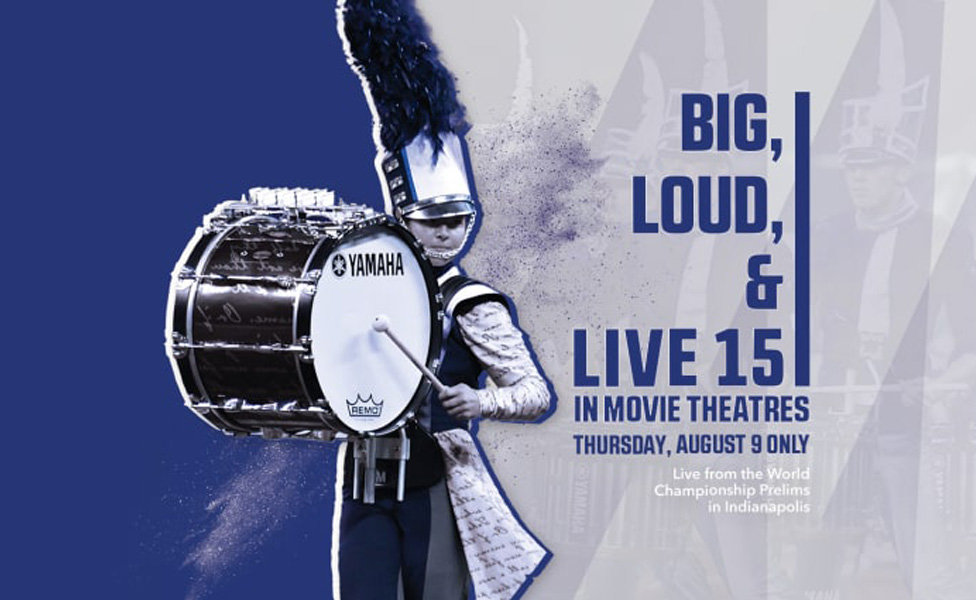 BIG,
LOUD,
&
LIVE 15
IN MOVIE THEATRES
THURSDAY, AUGUST 9 ONLY
Live from the World
Championship Prelims
in Indianapolis
YAMAHA
REMO